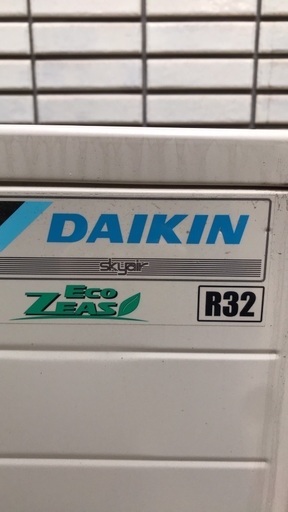 DAIKIN
skyair
Eco
ZEAS
R32